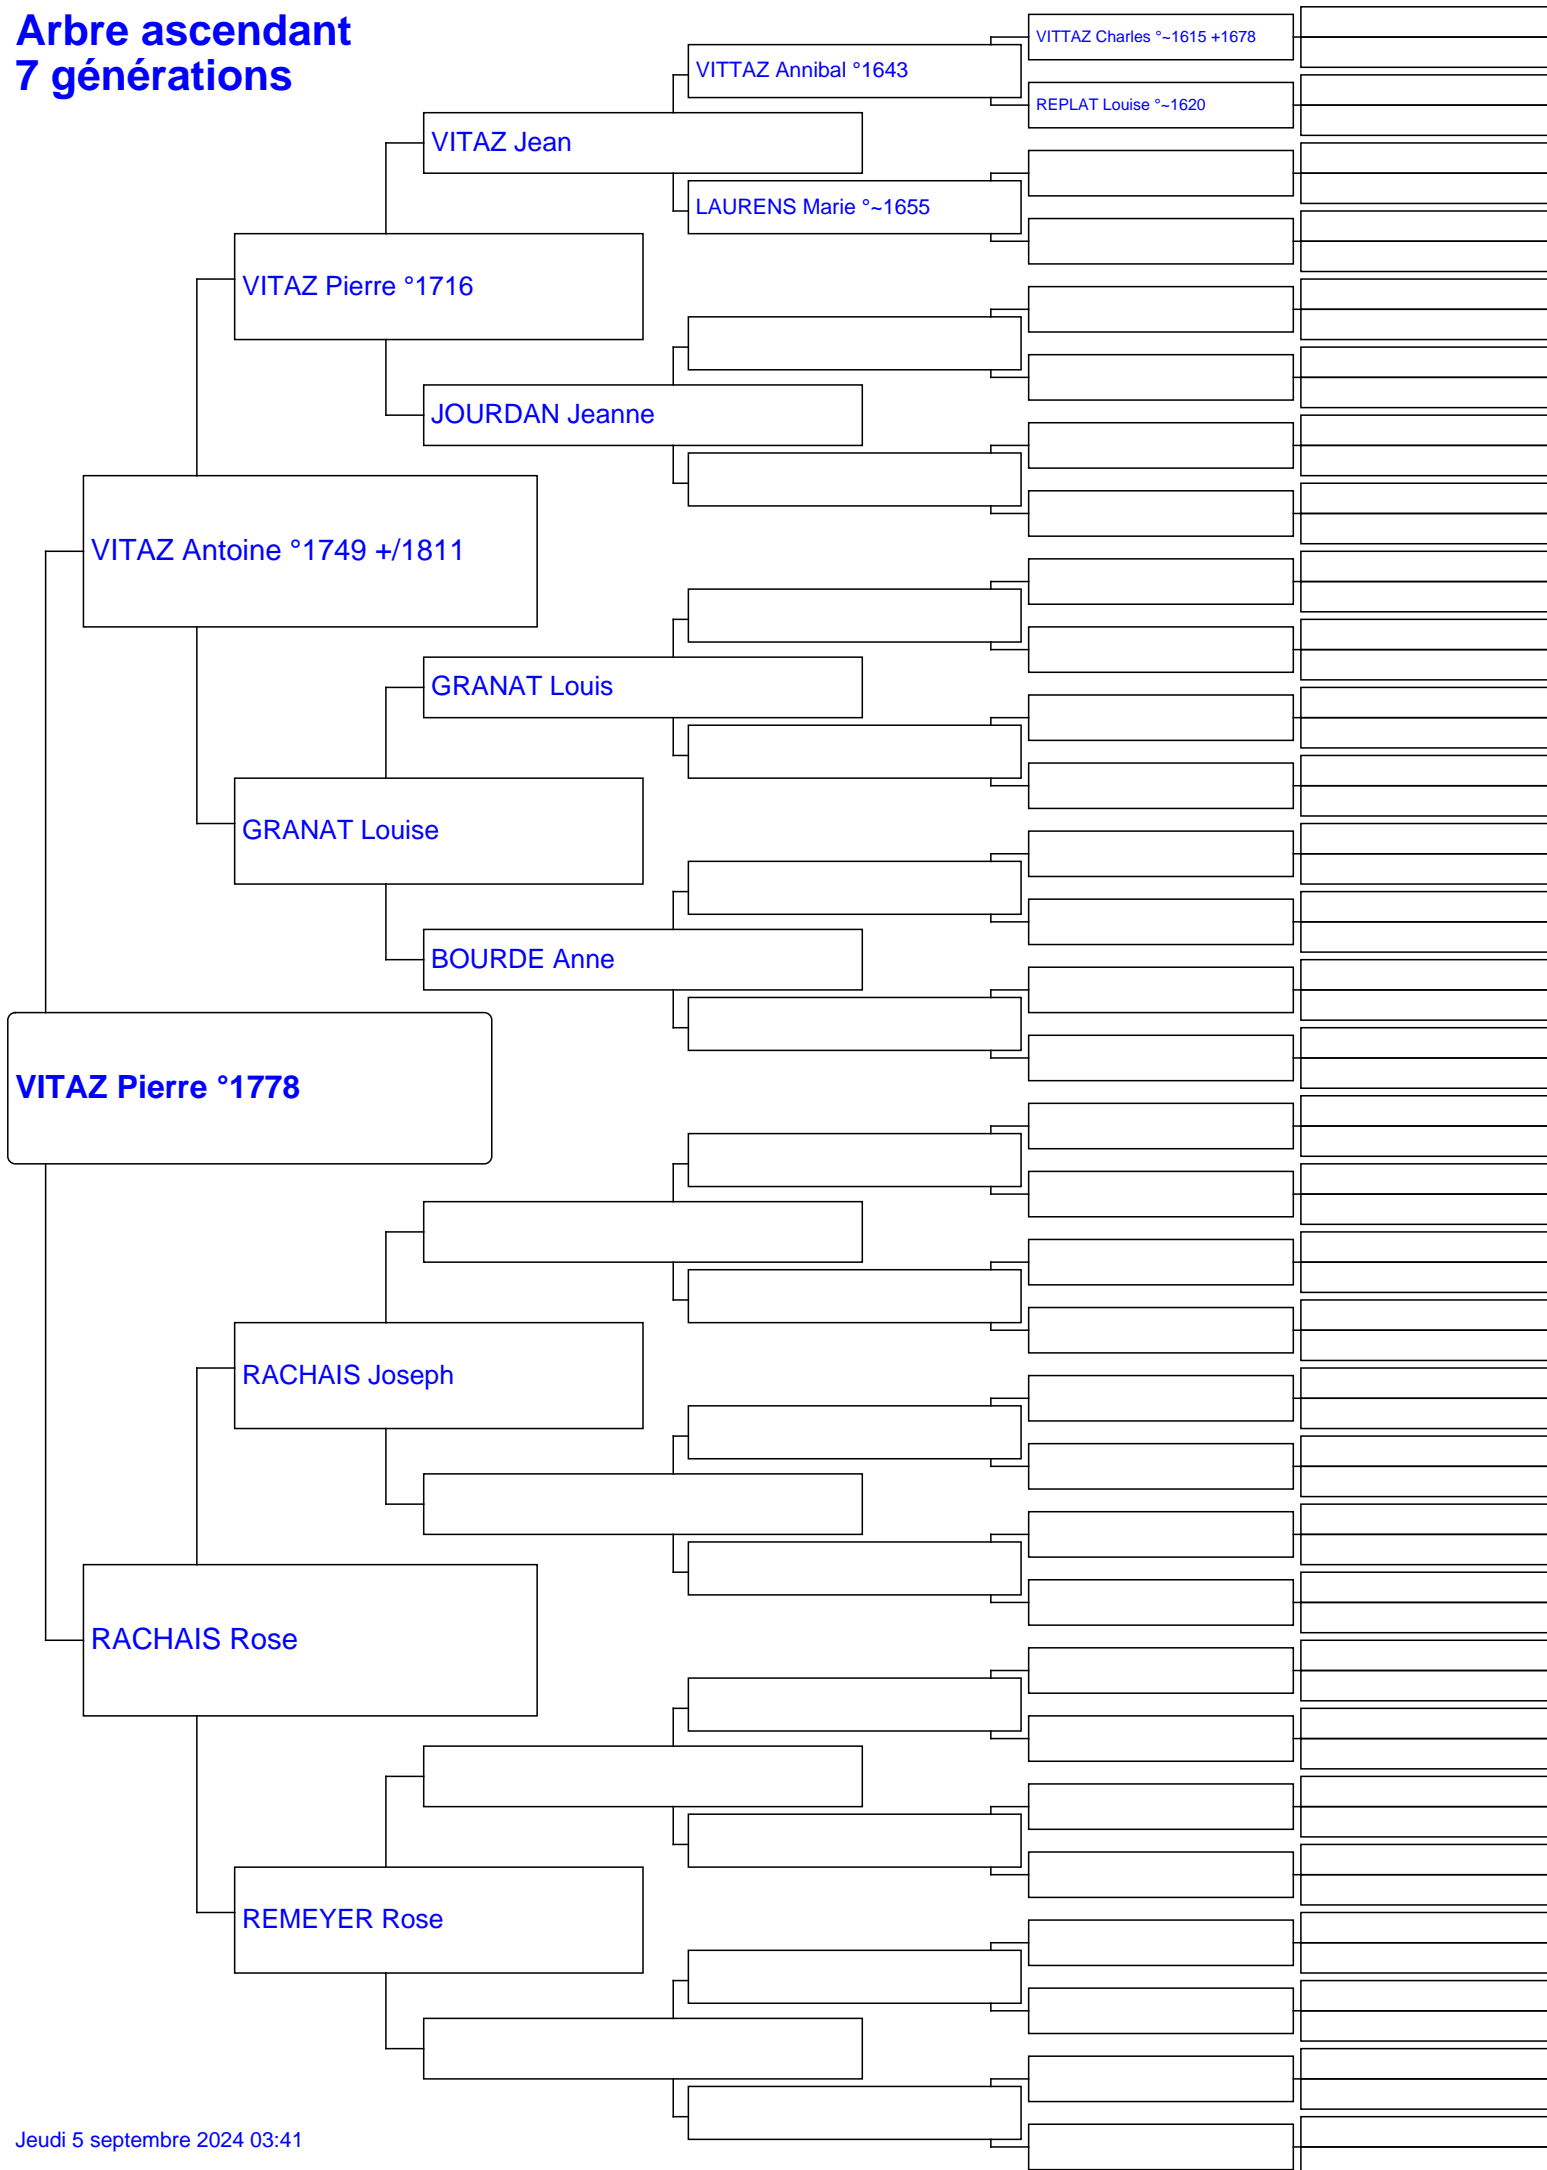 Arbre ascendant
7 générations
VITTAZ Charles °~1615 +1678
VITTAZ Annibal °1643
REPLAT Louise °~1620
VITAZ Jean
LAURENS Marie °~1655
VITAZ Pierre °1716
JOURDAN Jeanne
VITAZ Antoine °1749 +/1811
GRANAT Louis
GRANAT Louise
BOURDE Anne
VITAZ Pierre °1778
RACHAIS Joseph
RACHAIS Rose
REMEYER Rose
Jeudi 5 septembre 2024 03:41